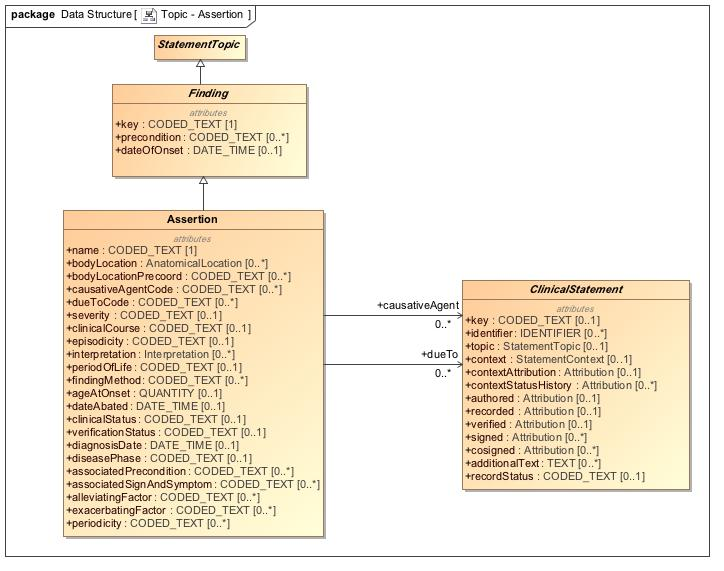 package Data Structure [ Topic - Assertion ]
StatementTopic
Finding
attributes
+key : CODED_TEXT [1]
+precondition : CODED_TEXT [0..*]
+dateOfOnset : DATE_TIME [0..1]
Assertion
attributes
+name : CODED_TEXT [1]
+bodyLocation : AnatomicalLocation [0..*]
+bodyLocationPrecoord : CODED_TEXT [0..*]
+causativeAgentCode : CODED_TEXT [0..*]
+dueToCode : CODED_TEXT [0..*]
+severity : CODED_TEXT [0..1]
+clinicalCourse : CODED_TEXT [0..*]
+episodicity : CODED_TEXT [0..1]
+interpretation : Interpretation [0..*]
+periodOfLife : CODED_TEXT [0..1]
+findingMethod : CODED_TEXT [0..*]
+ageAtOnset : QUANTITY [0..1]
+dateAbated : DATE_TIME [0..1]
+clinicalStatus : CODED_TEXT [0..1]
+verificationStatus : CODED_TEXT [0..1]
+diagnosisDate : DATE_TIME [0..1]
+diseasePhase : CODED_TEXT [0..1]
+associatedPrecondition : CODED_TEXT [0..*]
+associatedSignAndSymptom : CODED_TEXT [0..*]
+alleviatingFactor : CODED_TEXT [0..*]
+exacerbatingFactor : CODED_TEXT [0..*]
+periodicity : CODED_TEXT [0..*]
+causativeAgent
0..*
+dueTo
0..*
ClinicalStatement
attributes
+key : CODED_TEXT [0..1]
+identifier : IDENTIFIER [0..*]
+topic : StatementTopic [0..1]
+context : StatementContext [0..1]
+contextAttribution : Attribution [0..1]
+contextStatusHistory : Attribution [0..*]
+authored : Attribution [0..1]
+recorded : Attribution [0..1]
+verified : Attribution [0..1]
+signed : Attribution [0..*]
+cosigned : Attribution [0..*]
+additionalText : TEXT [0..*]
+recordStatus : CODED_TEXT [0..1]